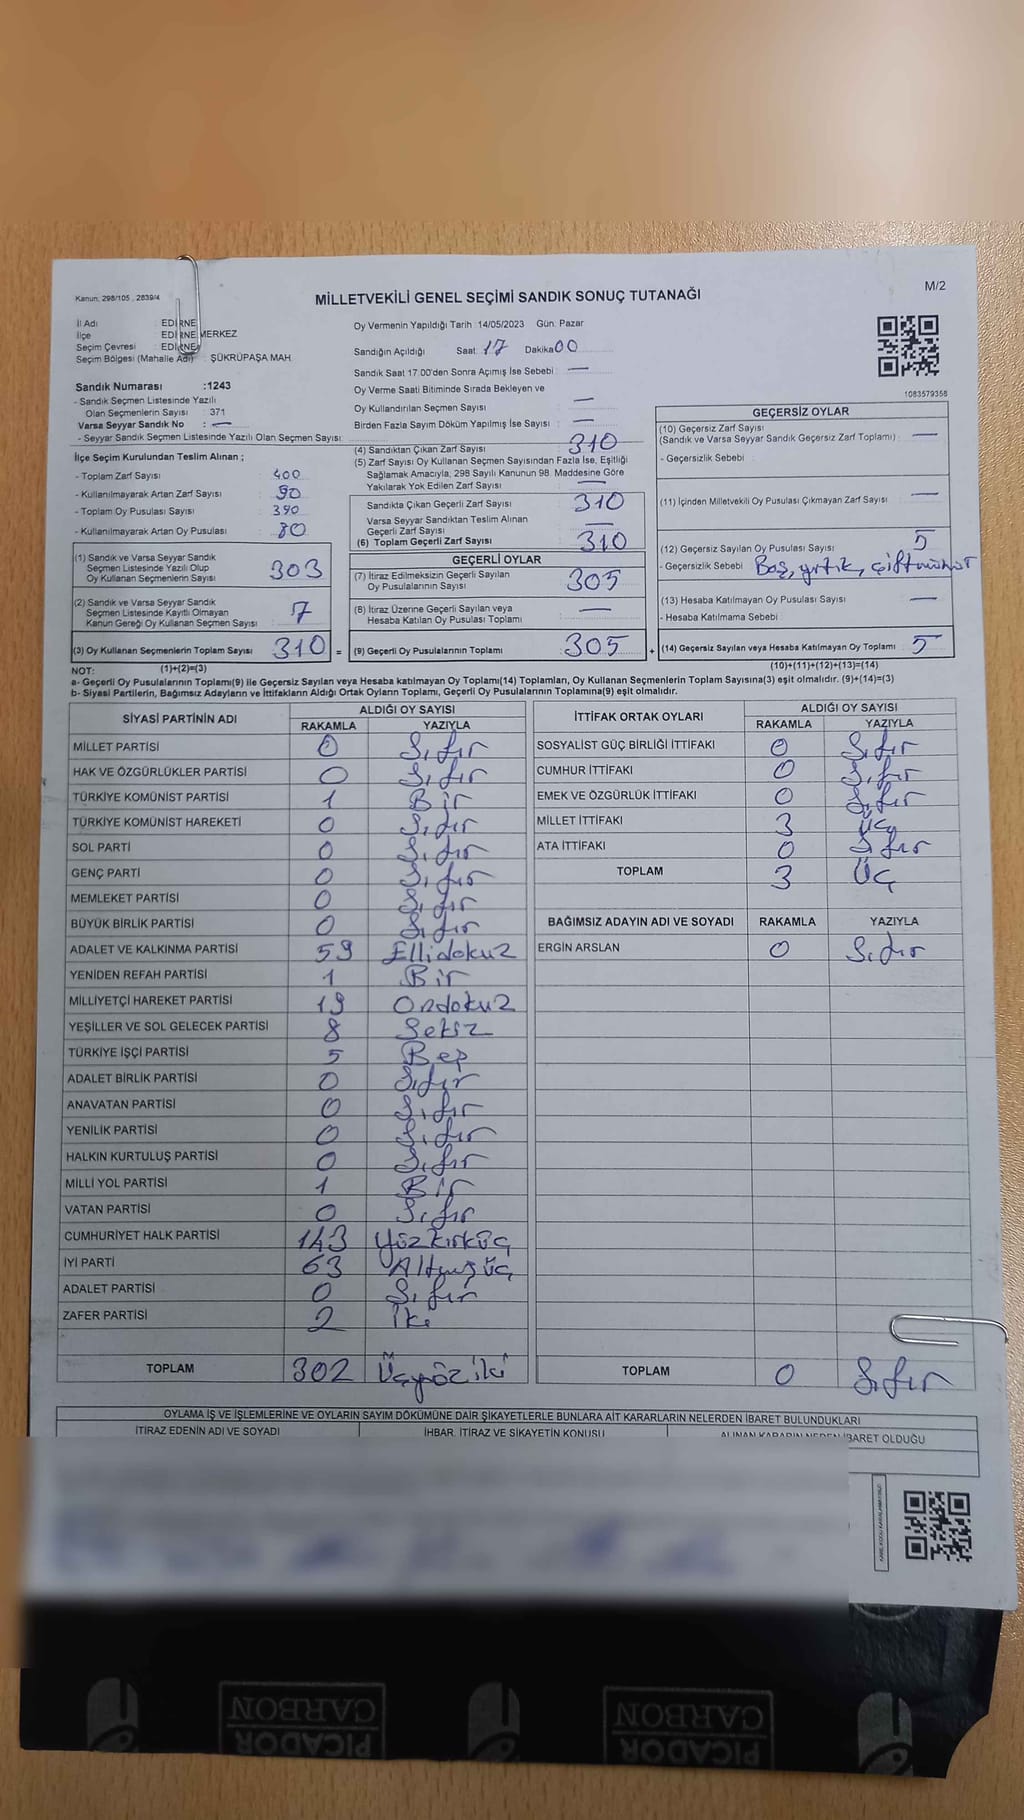 Kanun: 298/105 , 2839/4
MİLLETVEKİLİ GENEL SEÇİMİ SANDIK SONUÇ TUTANAĞI
M/2
İl Adı : EDİRNE
İlçe : EDİRNE MERKEZ
Seçim Çevresi : EDİRNE
Seçim Bölgesi (Mahalle Adı) : ŞÜKRÜPAŞA MAH.
Oy Vermenin Yapıldığı Tarih :14/05/2023 Gün: Pazar
Sandığın Açıldığı Saat: 17 Dakika: 00
Sandık Saat 17:00'den Sonra Açımış İse Sebebi : —
Oy Verme Saati Bitiminde Sırada Bekleyen ve
Oy Kullandırılan Seçmen Sayısı : —
Birden Fazla Sayım Döküm Yapılmış İse Sayısı : —
Sandık Numarası :1243
- Sandık Seçmen Listesinde Yazılı
Olan Seçmenlerin Sayısı : 371
Varsa Seyyar Sandık No : —
- Seyyar Sandık Seçmen Listesinde Yazılı Olan Seçmen Sayısı :
1083579358
İlçe Seçim Kurulundan Teslim Alınan ;
- Toplam Zarf Sayısı : 400
- Kullanılmayarak Artan Zarf Sayısı : 90
- Toplam Oy Pusulası Sayısı : 390
- Kullanılmayarak Artan Oy Pusulası : 80
(1) Sandık ve Varsa Seyyar Sandık
Seçmen Listesinde Yazılı Olup
Oy Kullanan Seçmenlerin Sayısı : 303
(2) Sandık ve Varsa Seyyar Sandık
Seçmen Listesinde Kayıtlı Olmayan
Kanun Gereği Oy Kullanan Seçmen Sayısı : 7
(3) Oy Kullanan Seçmenlerin Toplam Sayısı : 310 =
(1)+(2)=(3)
(4) Sandıktan Çıkan Zarf Sayısı : 310
(5) Zarf Sayısı Oy Kullanan Seçmen Sayısından Fazla İse, Eşitliği
Sağlamak Amacıyla, 298 Sayılı Kanunun 98. Maddesine Göre
Yakılarak Yok Edilen Zarf Sayısı : —
Sandıkta Çıkan Geçerli Zarf Sayısı : 310
Varsa Seyyar Sandıktan Teslim Alınan
Geçerli Zarf Sayısı : —
(6) Toplam Geçerli Zarf Sayısı : 310
GEÇERLİ OYLAR
(7) İtiraz Edilmeksizin Geçerli Sayılan
Oy Pusulalarının Sayısı : 305
(8) İtiraz Üzerine Geçerli Sayılan veya
Hesaba Katılan Oy Pusulası Toplamı : —
(9) Geçerli Oy Pusulalarının Toplamı : 305 +
GEÇERSİZ OYLAR
(10) Geçersiz Zarf Sayısı
(Sandık ve Varsa Seyyar Sandık Geçersiz Zarf Toplamı) : —
- Geçersizlik Sebebi :
(11) İçinden Milletvekili Oy Pusulası Çıkmayan Zarf Sayısı : —
(12) Geçersiz Sayılan Oy Pusulası Sayısı : 5
- Geçersizlik Sebebi : Boş, yırtık, çift mühür
(13) Hesaba Katılmayan Oy Pusulası Sayısı : —
- Hesaba Katılmama Sebebi :
(14) Geçersiz Sayılan veya Hesaba Katılmayan Oy Toplamı : 5
(10)+(11)+(12)+(13)=(14)
NOT:
a- Geçerli Oy Pusulalarının Toplamı(9) ile Geçersiz Sayılan veya Hesaba katılmayan Oy Toplamı(14) Toplamları, Oy Kullanan Seçmenlerin Toplam Sayısına(3) eşit olmalıdır. (9)+(14)=(3)
b- Siyasi Partilerin, Bağımsız Adayların ve İttifakların Aldığı Ortak Oyların Toplamı, Geçerli Oy Pusulalarının Toplamına(9) eşit olmalıdır.
SİYASİ PARTİNİN ADI ALDIĞI OY SAYISI
RAKAMLA YAZIYLA
MİLLET PARTİSİ 0 Sıfır
HAK VE ÖZGÜRLÜKLER PARTİSİ 0 Sıfır
TÜRKİYE KOMÜNİST PARTİSİ 1 Bir
TÜRKİYE KOMÜNİST HAREKETİ 0 Sıfır
SOL PARTİ 0 Sıfır
GENÇ PARTİ 0 Sıfır
MEMLEKET PARTİSİ 0 Sıfır
BÜYÜK BİRLİK PARTİSİ 0 Sıfır
ADALET VE KALKINMA PARTİSİ 59 Ellidokuz
YENİDEN REFAH PARTİSİ 1 Bir
MİLLİYETÇİ HAREKET PARTİSİ 19 Ondokuz
YEŞİLLER VE SOL GELECEK PARTİSİ 8 Sekiz
TÜRKİYE İŞÇİ PARTİSİ 5 Beş
ADALET BİRLİK PARTİSİ 0 Sıfır
ANAVATAN PARTİSİ 0 Sıfır
YENİLİK PARTİSİ 0 Sıfır
HALKIN KURTULUŞ PARTİSİ 0 Sıfır
MİLLİ YOL PARTİSİ 1 Bir
VATAN PARTİSİ 0 Sıfır
CUMHURİYET HALK PARTİSİ 143 Yüzkırküç
İYİ PARTİ 63 Altmışüç
ADALET PARTİSİ 0 Sıfır
ZAFER PARTİSİ 2 İki
TOPLAM 302 Üçyüziki
İTTİFAK ORTAK OYLARI ALDIĞI OY SAYISI
RAKAMLA YAZIYLA
SOSYALİST GÜÇ BİRLİĞİ İTTİFAKI 0 Sıfır
CUMHUR İTTİFAKI 0 Sıfır
EMEK VE ÖZGÜRLÜK İTTİFAKI 0 Sıfır
MİLLET İTTİFAKI 3 Üç
ATA İTTİFAKI 0 Sıfır
TOPLAM 3 Üç
BAĞIMSIZ ADAYIN ADI VE SOYADI RAKAMLA YAZIYLA
ERGİN ARSLAN 0 Sıfır
TOPLAM 0 Sıfır
OYLAMA İŞ VE İŞLEMLERİNE VE OYLARIN SAYIM DÖKÜMÜNE DAİR ŞİKAYETLERLE BUNLARA AİT KARARLARIN NELERDEN İBARET BULUNDUKLARI
İTİRAZ EDENİN ADI VE SOYADI İHBAR, İTİRAZ VE ŞİKAYETİN KONUSU ALINAN KARARIN NEDEN İBARET OLDUĞU
PICADOR
CARBON
PICADOR
CARBON